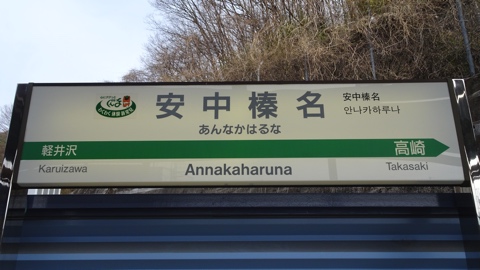 安中榛名
あんなかはるな
安中榛名
안나카하루나
軽井沢
高崎
Karuizawa
Annakaharuna
Takasaki